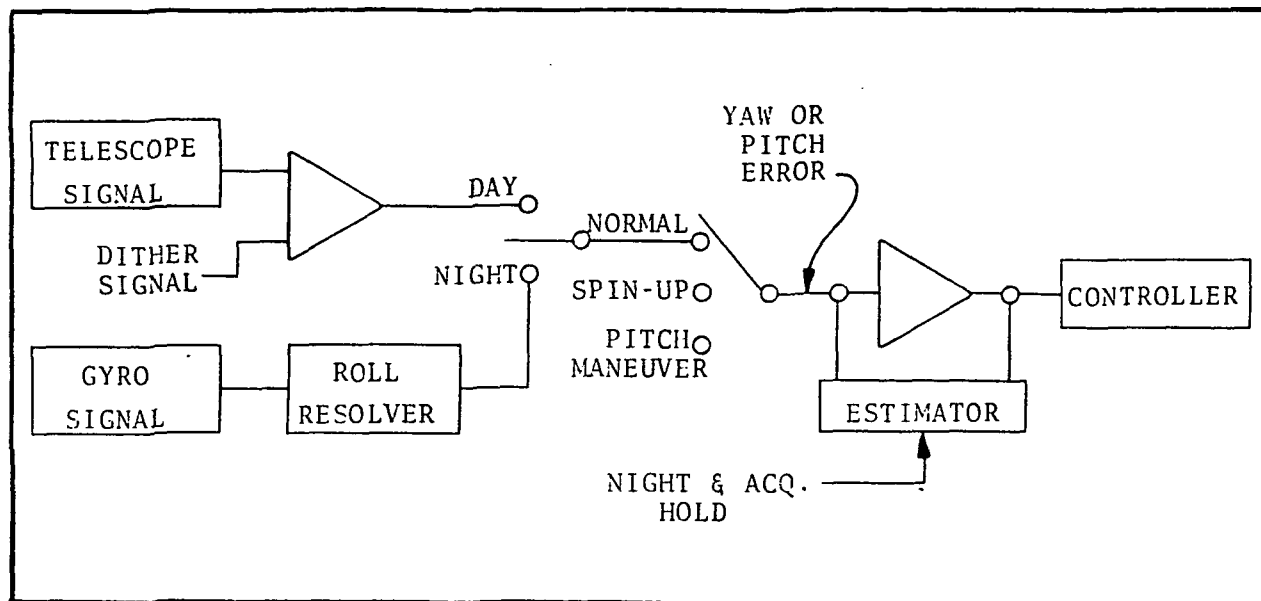 TELESCOPE
SIGNAL
DITHER
SIGNAL
GYRO
SIGNAL
ROLL
RESOLVER
DAY
NIGHT
NORMAL
SPIN-UP
PITCH
MANEUVER
YAW OR
PITCH
ERROR
CONTROLLER
ESTIMATOR
NIGHT & ACQ.
HOLD